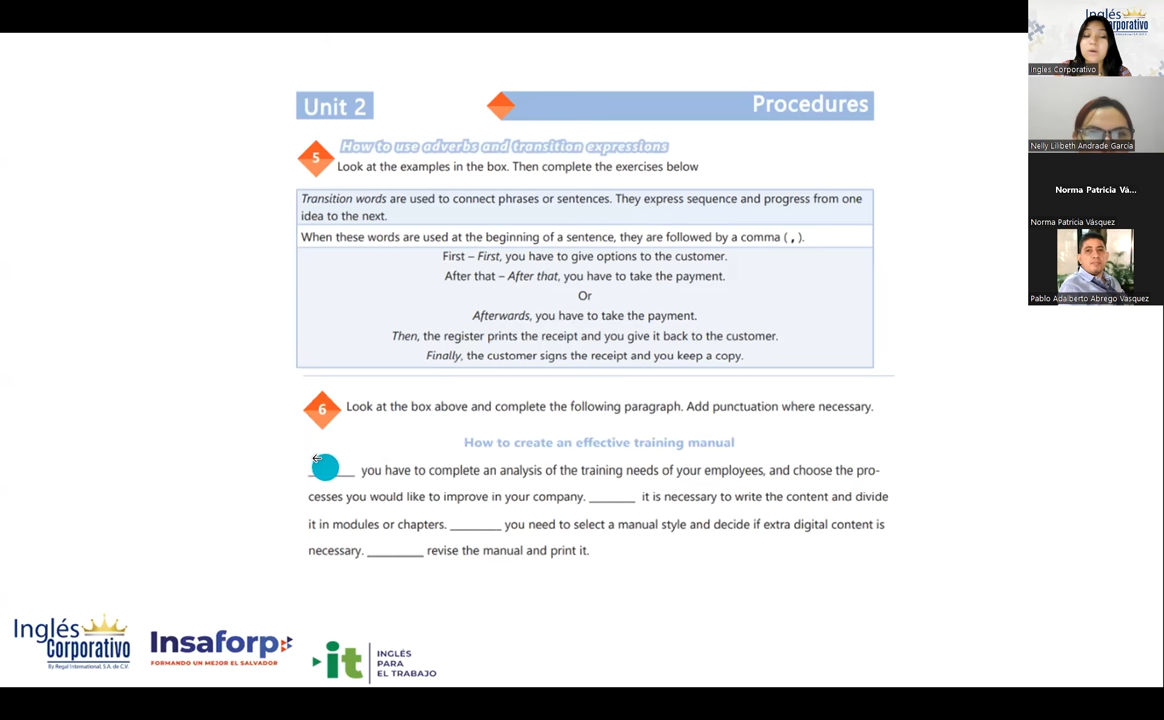 Unit 2
Procedures
5
How to use adverbs and transition expressions
Look at the examples in the box. Then complete the exercises below
Transition words are used to connect phrases or sentences. They express sequence and progress from one
idea to the next.
When these words are used at the beginning of a sentence, they are followed by a comma ( , ).
First – First, you have to give options to the customer.
After that – After that, you have to take the payment.
Or
Afterwards, you have to take the payment.
Then, the register prints the receipt and you give it back to the customer.
Finally, the customer signs the receipt and you keep a copy.
6
Look at the box above and complete the following paragraph. Add punctuation where necessary.
How to create an effective training manual
_______ you have to complete an analysis of the training needs of your employees, and choose the pro-
cesses you would like to improve in your company. _______ it is necessary to write the content and divide
it in modules or chapters. ________ you need to select a manual style and decide if extra digital content is
necessary. _________ revise the manual and print it.
Inglés
Corporativo
By Regal International, S.A. de C.V.
Insaforp
FORMANDO UN MEJOR EL SALVADOR
it
INGLÉS
PARA
EL TRABAJO
Inglés
Corporativo
Ingles Corporativo
Nelly Lilibeth Andrade García
Norma Patricia Vá...
Norma Patricia Vásquez
Pablo Adalberto Abrego Vasquez